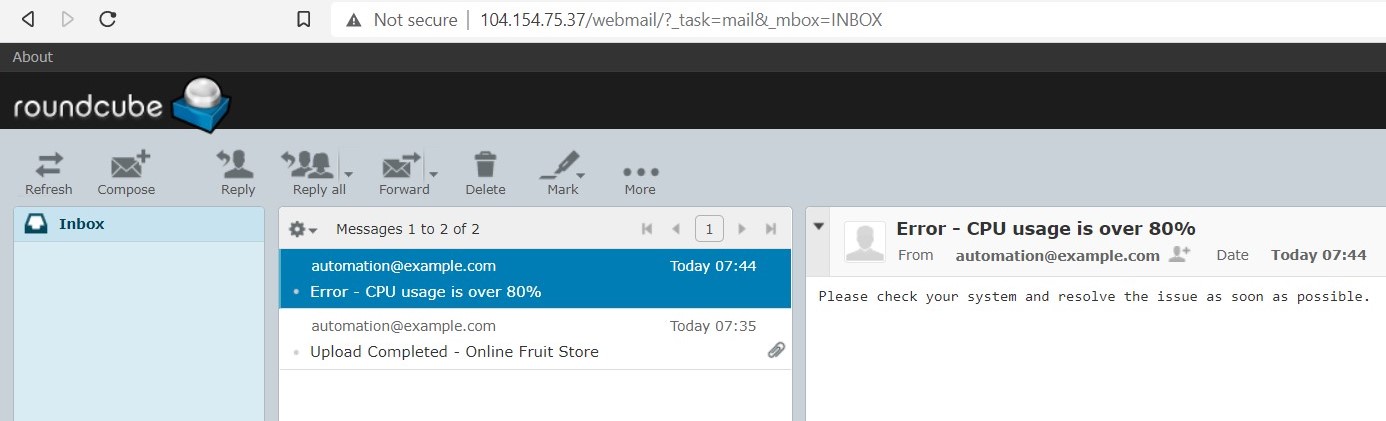 Not secure | 104.154.75.37/webmail/?_task=mail&_mbox=INBOX
About
roundcube
Refresh Compose Reply Reply all Forward Delete Mark More
Inbox
Messages 1 to 2 of 2 1
automation@example.com Today 07:44
Error - CPU usage is over 80%
automation@example.com Today 07:35
Upload Completed - Online Fruit Store
Error - CPU usage is over 80%
From automation@example.com Date Today 07:44
Please check your system and resolve the issue as soon as possible.